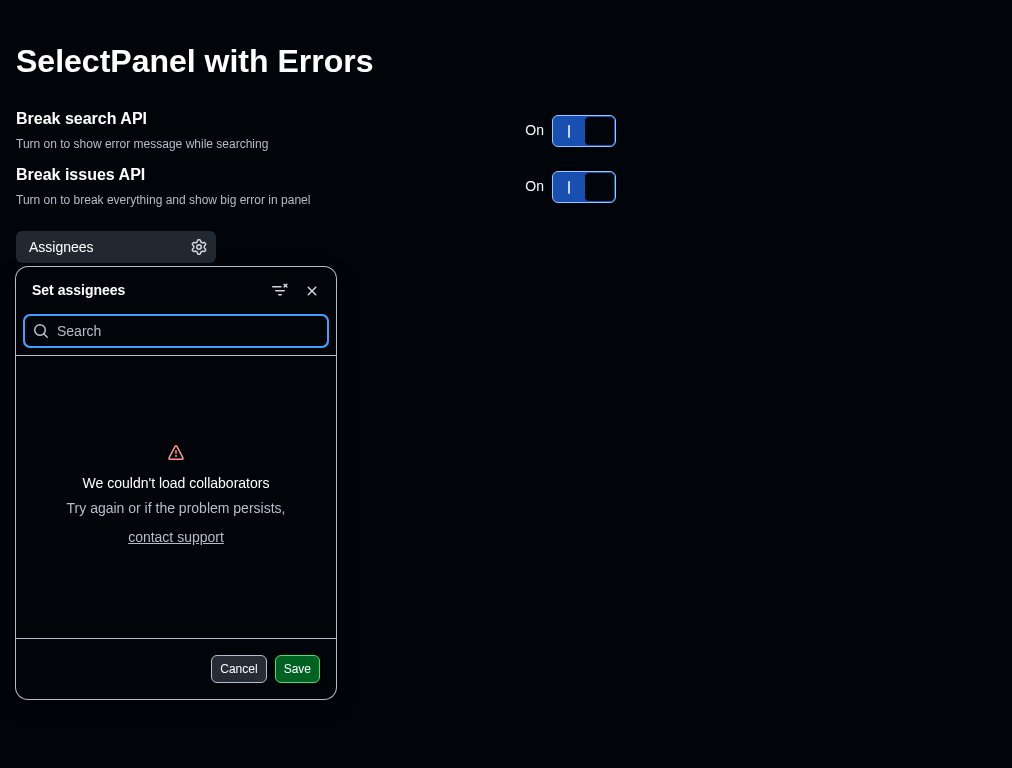 SelectPanel with Errors
Break search API
Turn on to show error message while searching
On
Break issues API
Turn on to break everything and show big error in panel
On
Assignees
Set assignees
Search
We couldn't load collaborators
Try again or if the problem persists,
contact support
Cancel
Save